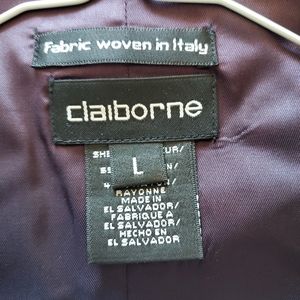 Fabric woven in Italy
claiborne
L
RAYONNE
MADE IN
EL SALVADOR/
FABRIQUE A
EL SALVADOR/
HECHO EN
EL SALVADOR